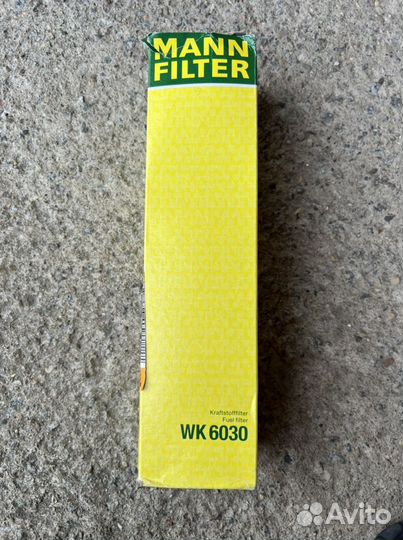 MANN
FILTER
Kraftstofffilter
Fuel filter
WK 6030
Avito